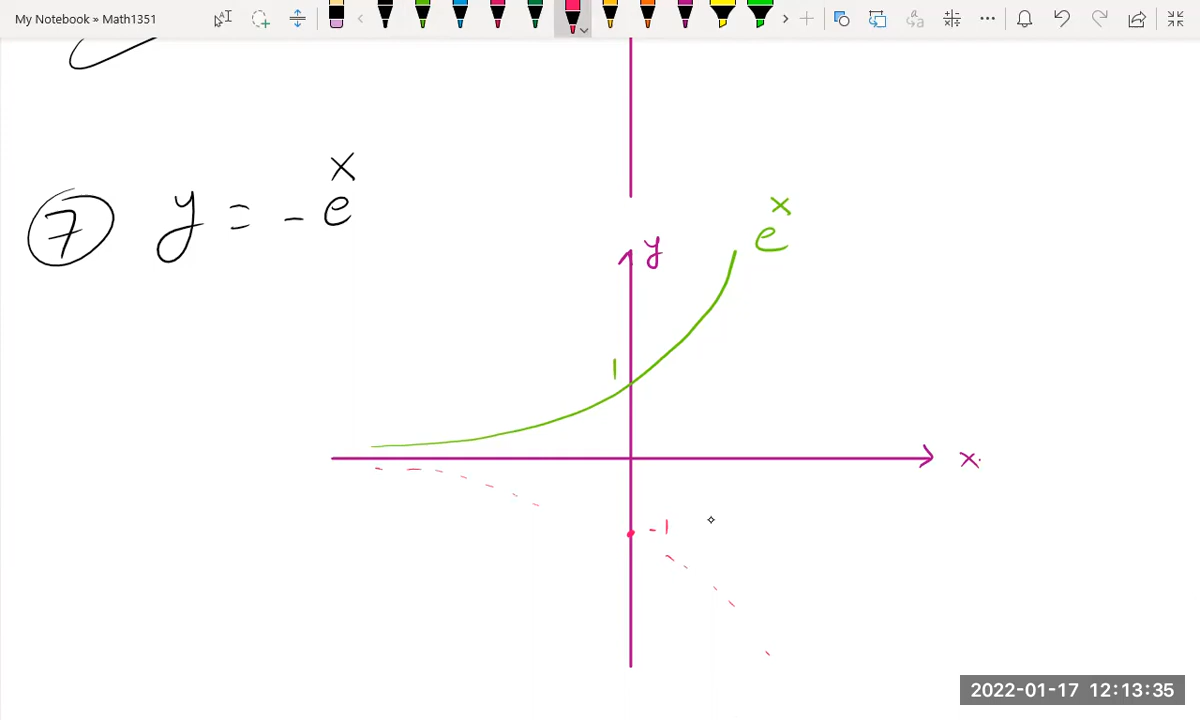 My Notebook » Math1351
⑦ y = -e^x
e^x
y
1
x
-1
2022-01-17 12:13:35